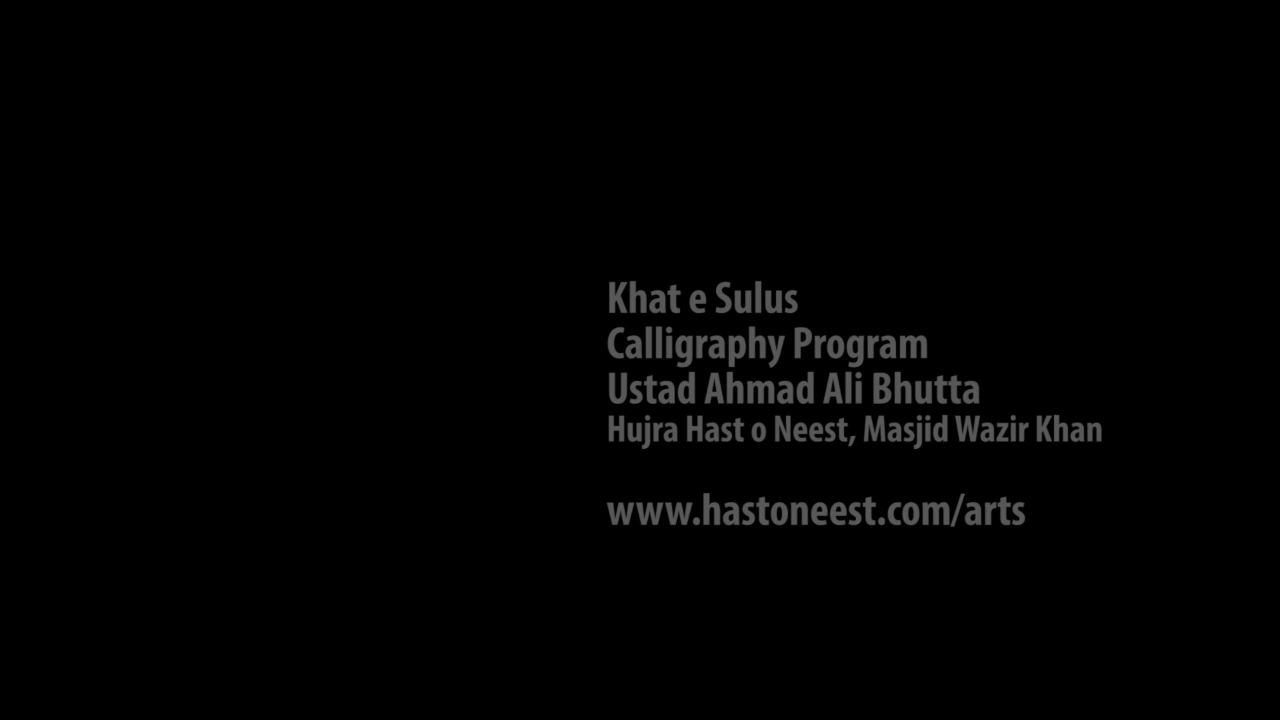 Khat e Sulus
Calligraphy Program
Ustad Ahmad Ali Bhutta
Hujra Hast o Neest, Masjid Wazir Khan
www.hastoneest.com/arts